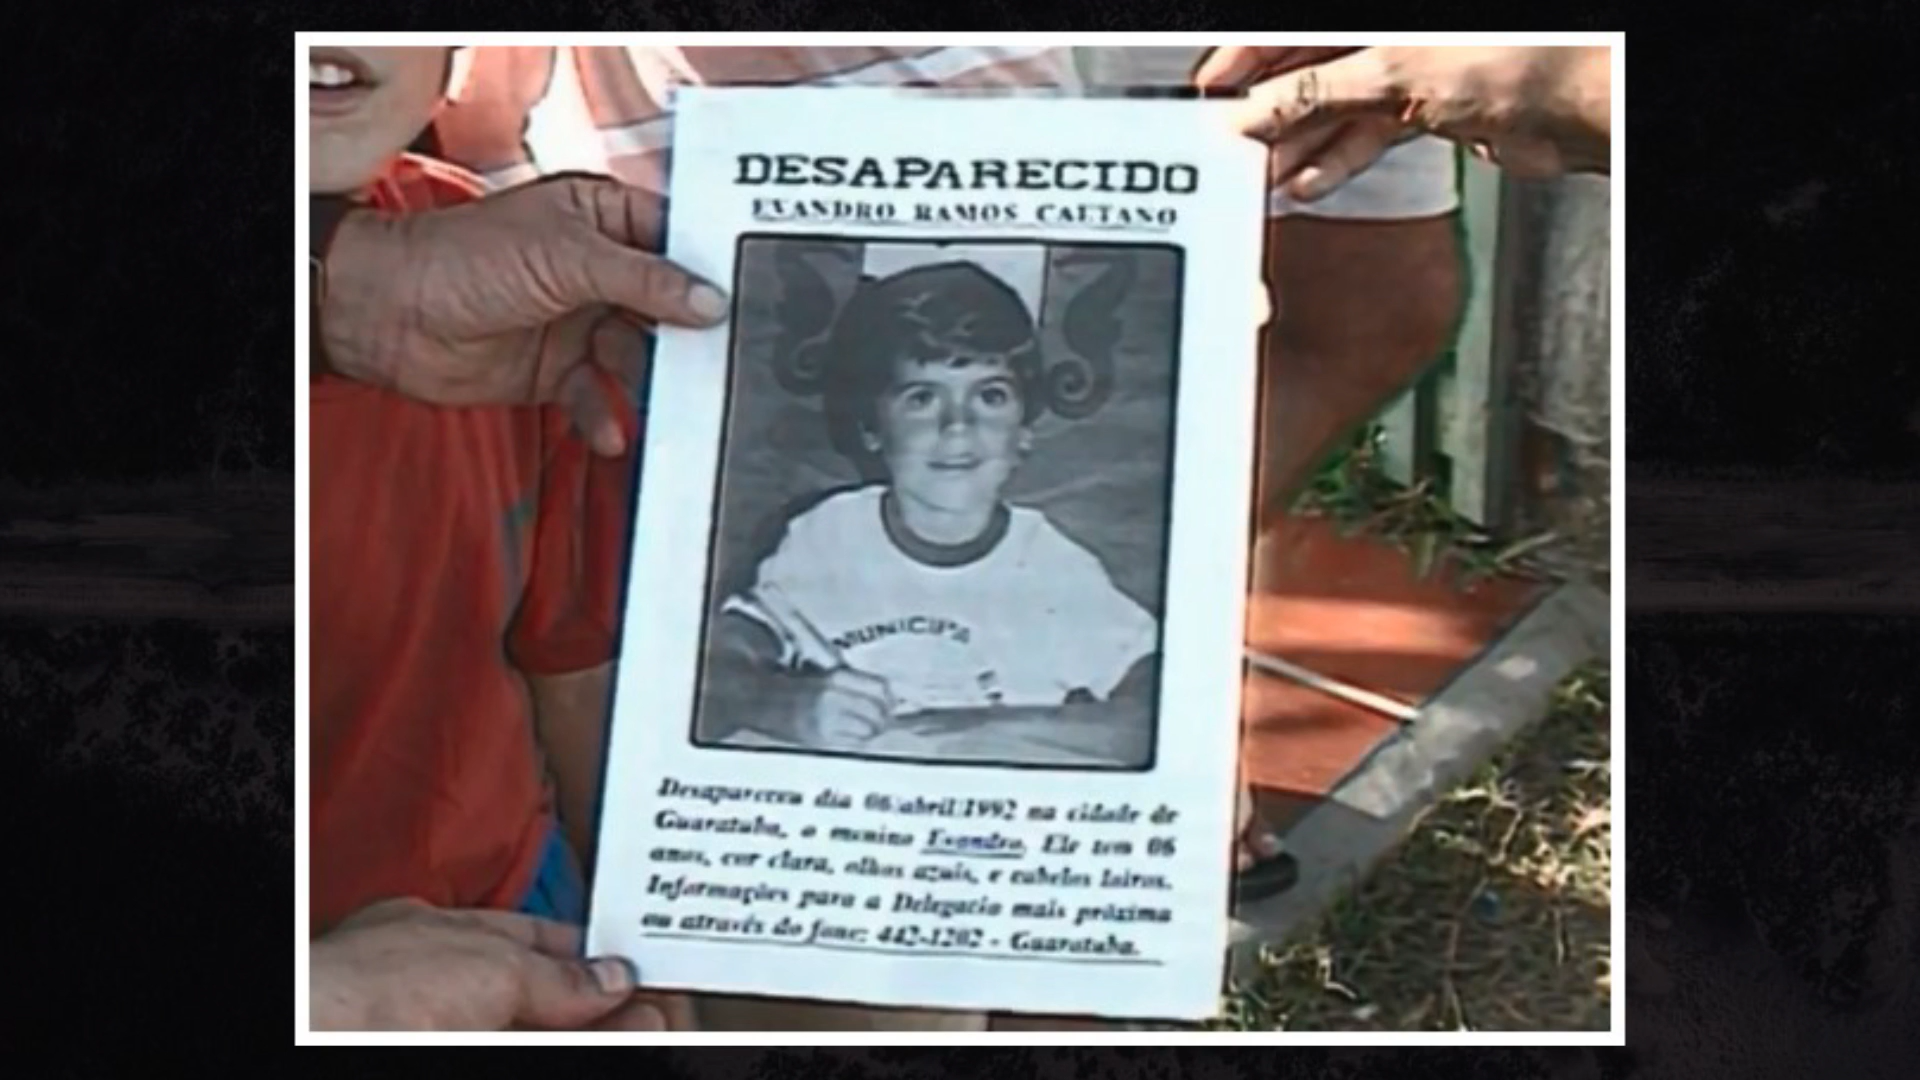 DESAPARECIDO
EVANDRO RAMOS CAETANO
MUNICIPA
Desapareceu dia 06/abril/1992 na cidade de
Guaratuba, o menino Evandro. Ele tem 06
anos, cor clara, olhos azuis, e cabelos loiros.
Informações para a Delegacia mais próxima
ou através do fone: 442-1202 - Guaratuba.